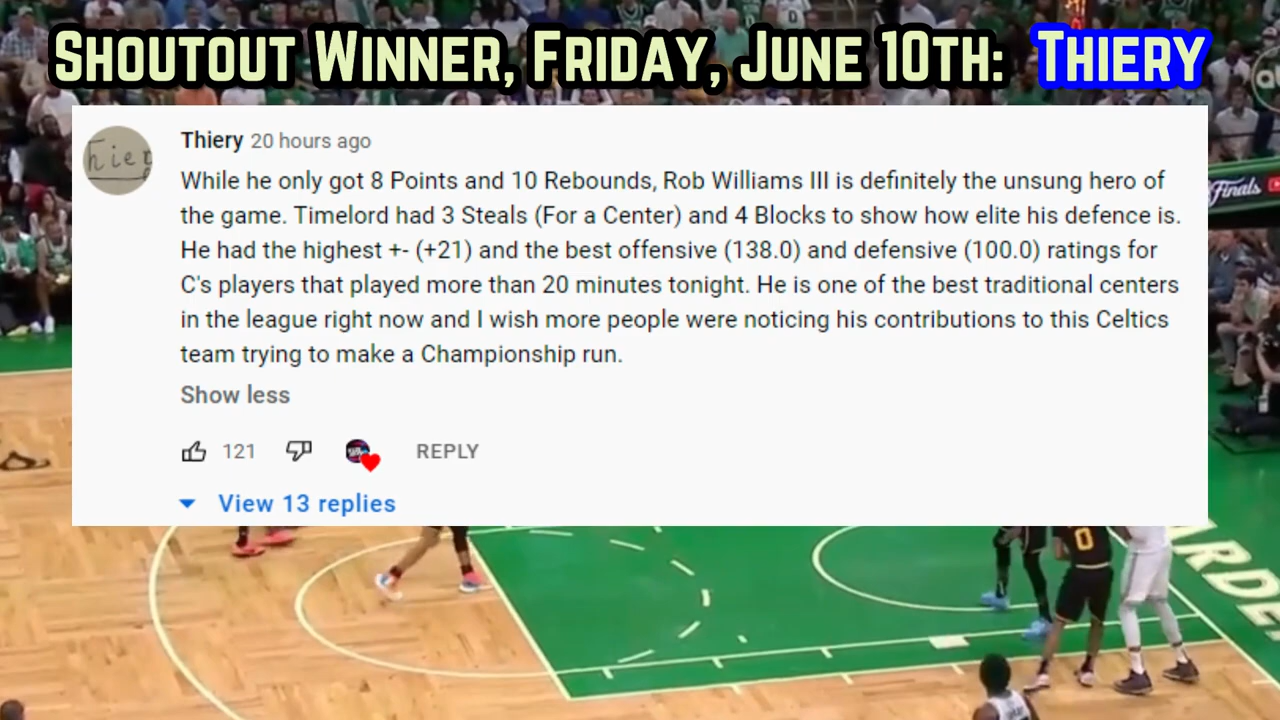 SHOUTOUT WINNER, FRIDAY, JUNE 10TH: THIERY
Thiery 20 hours ago
While he only got 8 Points and 10 Rebounds, Rob Williams III is definitely the unsung hero of
the game. Timelord had 3 Steals (For a Center) and 4 Blocks to show how elite his defence is.
He had the highest +- (+21) and the best offensive (138.0) and defensive (100.0) ratings for
C's players that played more than 20 minutes tonight. He is one of the best traditional centers
in the league right now and I wish more people were noticing his contributions to this Celtics
team trying to make a Championship run.
Show less
121 REPLY
View 13 replies
Finals
0